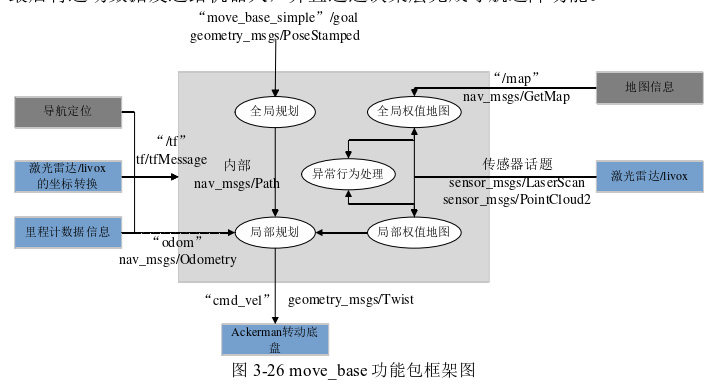 “move_base_simple”/goal
geometry_msgs/PoseStamped
“/map”
nav_msgs/GetMap
地图信息
导航定位
全局规划
全局权值地图
“/tf”
tf/tfMessage
激光雷达/livox
的坐标转换
内部
nav_msgs/Path
异常行为处理
传感器话题
sensor_msgs/LaserScan
sensor_msgs/PointCloud2
激光雷达/livox
里程计数据信息
“odom”
nav_msgs/Odometry
局部规划
局部权值地图
“cmd_vel”
geometry_msgs/Twist
Ackerman转动底
盘
图 3-26 move_base 功能包框架图